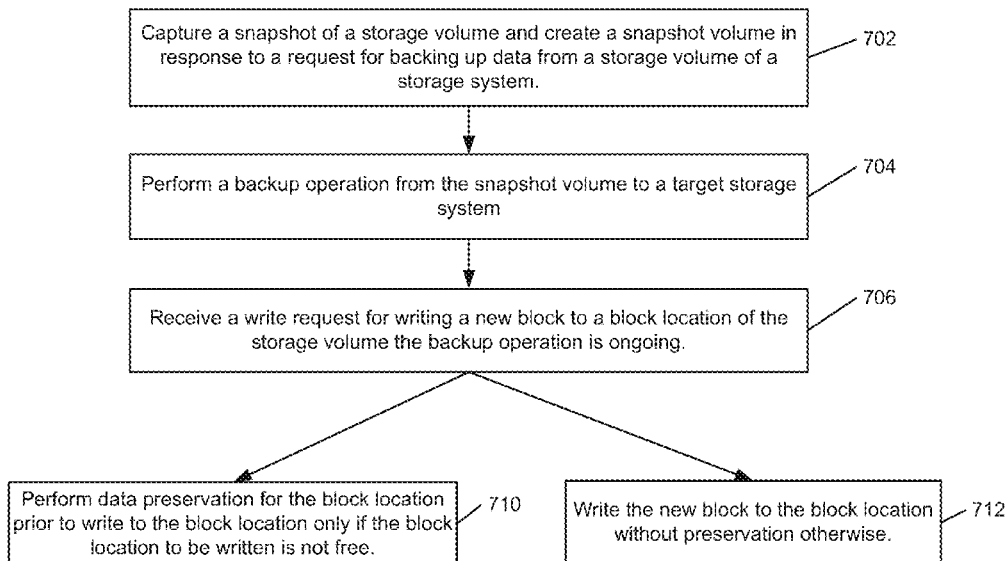 Capture a snapshot of a storage volume and create a snapshot volume in
response to a request for backing up data from a storage volume of a
storage system.
702
Perform a backup operation from the snapshot volume to a target storage
system
704
Receive a write request for writing a new block to a block location of the
storage volume the backup operation is ongoing.
706
Perform data preservation for the block location
prior to write to the block location only if the block
location to be written is not free.
710
Write the new block to the block location
without preservation otherwise.
712